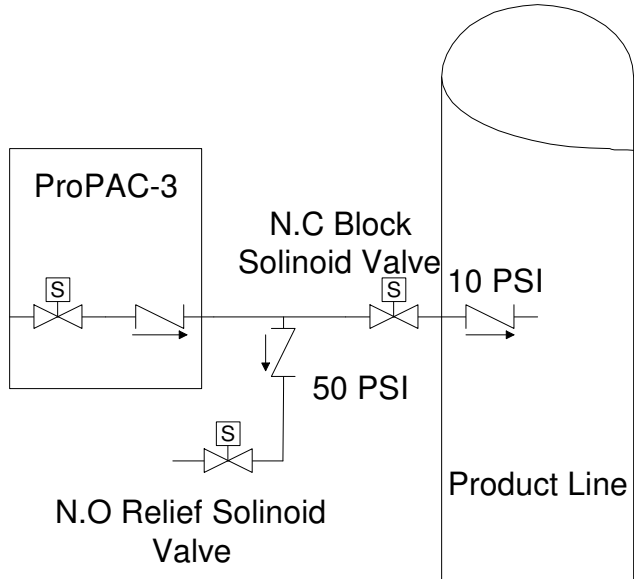 ProPAC-3
N.C Block
Solinoid Valve
10 PSI
S
S
50 PSI
S
Product Line
N.O Relief Solinoid
Valve